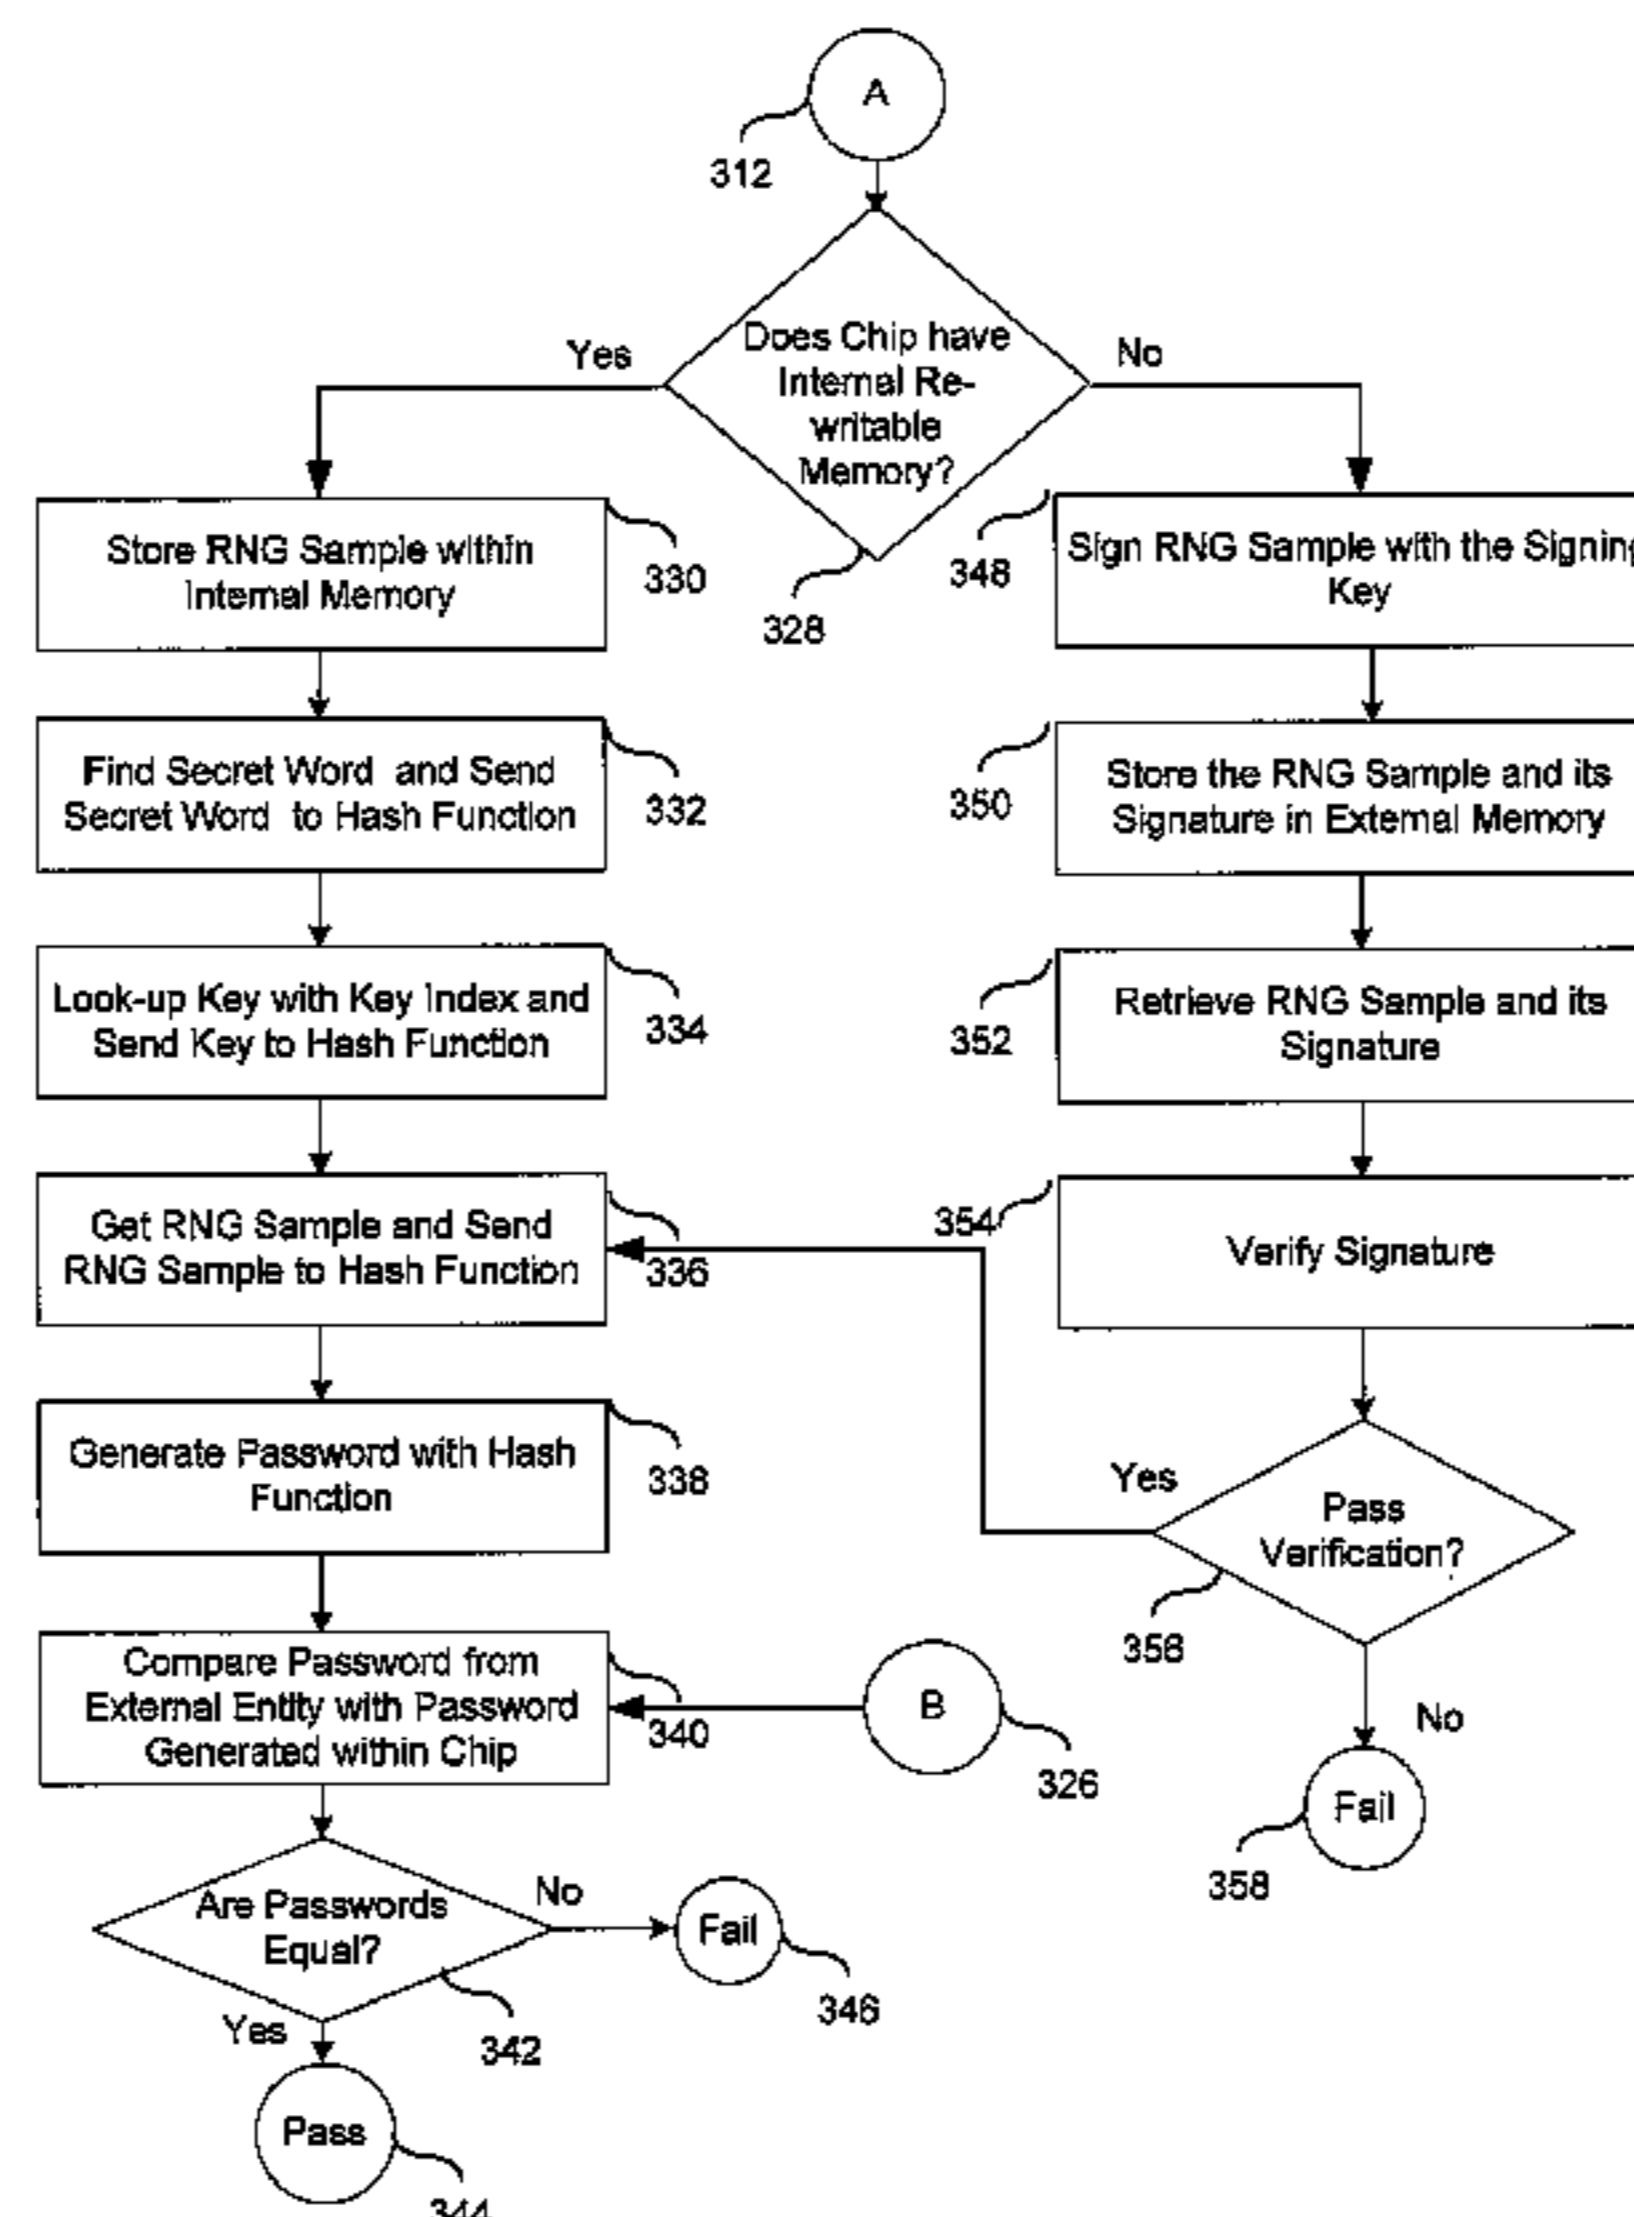 A
312
Does Chip have
Internal Re-
writable
Memory?
Yes
No
328
Store RNG Sample within
Internal Memory
330
348
Sign RNG Sample with the Signing
Key
Find Secret Word and Send
Secret Word to Hash Function
332
350
Store the RNG Sample and its
Signature in External Memory
Look-up Key with Key Index and
Send Key to Hash Function
334
352
Retrieve RNG Sample and its
Signature
Get RNG Sample and Send
RNG Sample to Hash Function
336
354
Verify Signature
Generate Password with Hash
Function
338
Yes
Pass
Verification?
356
No
Fail
358
Compare Password from
External Entity with Password
Generated within Chip
340
B
326
Are Passwords
Equal?
No
Fail
346
342
Yes
Pass
344